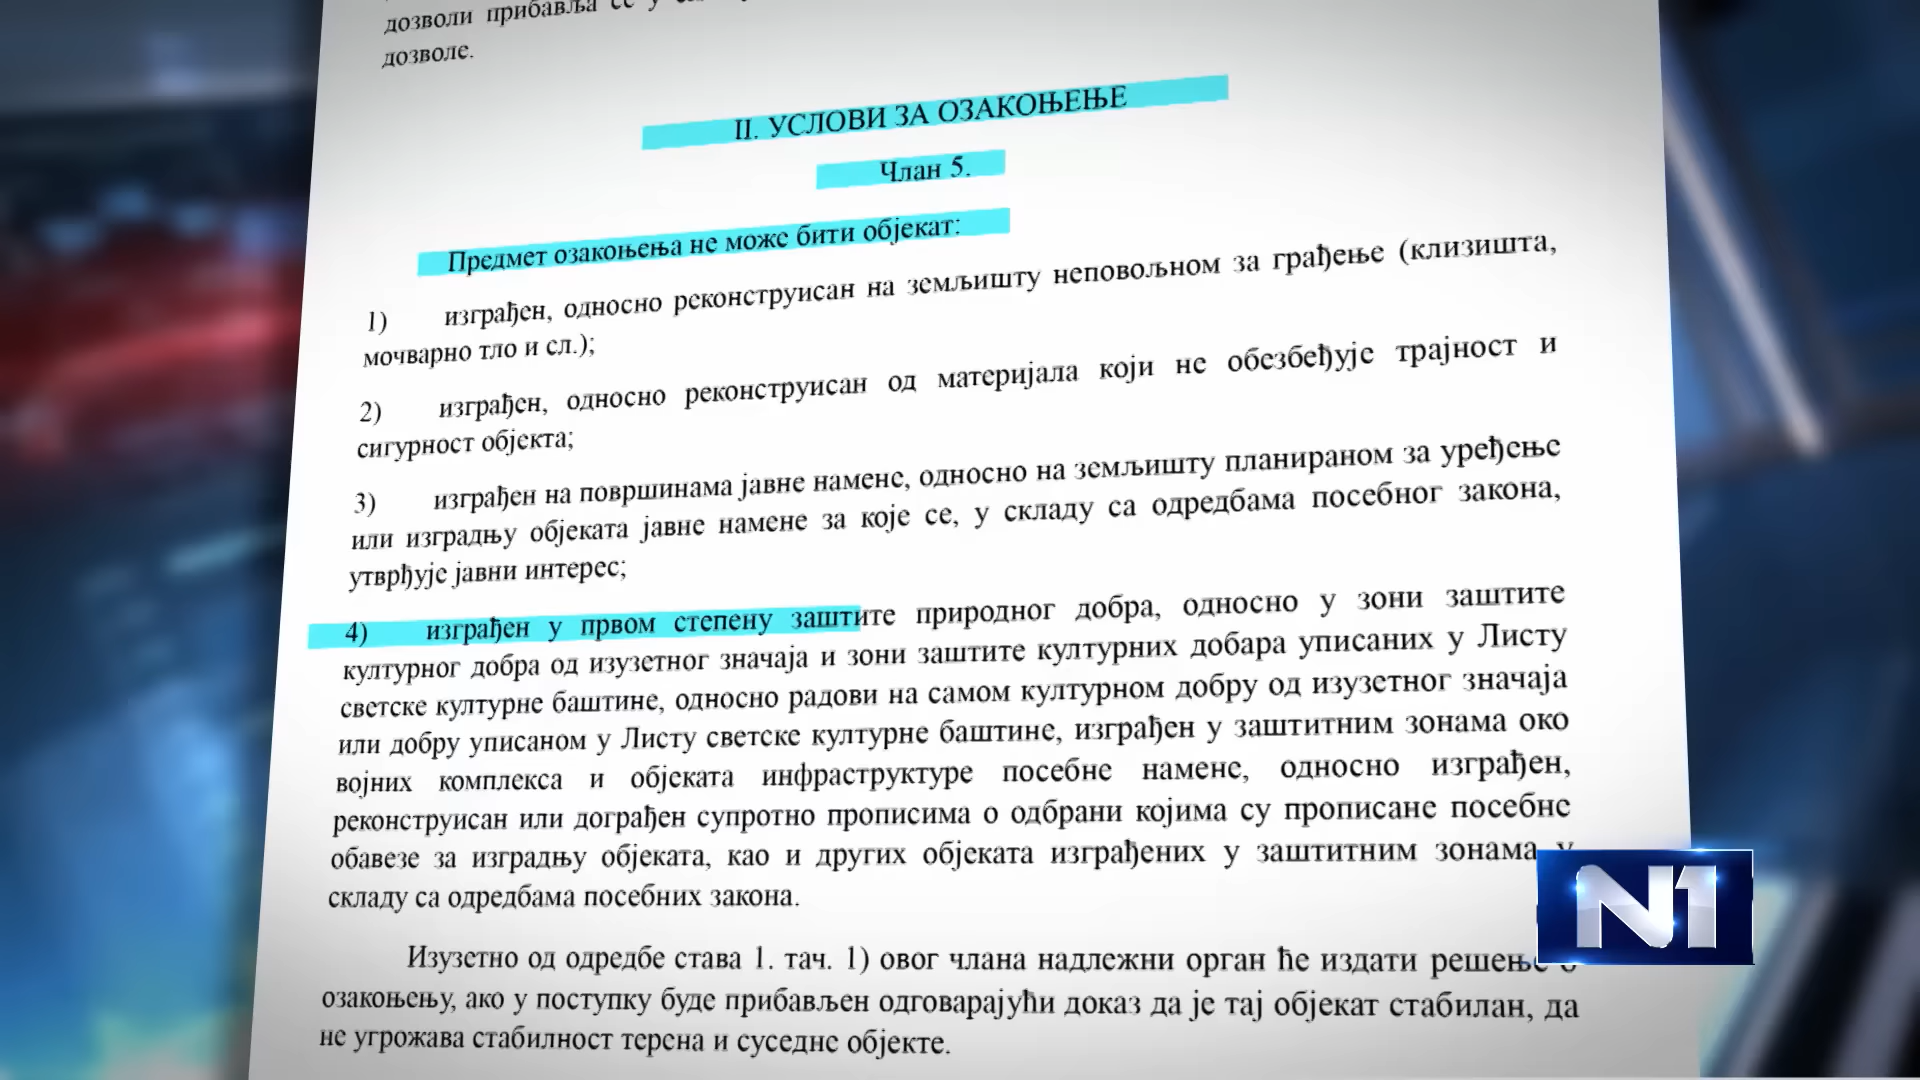 дозволи прибавља се у
дозволе.
II. УСЛОВИ ЗА ОЗАКОЊЕЊЕ
Члан 5.
Предмет озакоњења не може бити објекат:
1) изграђен, односно реконструисан на земљишту неповољном за грађење (клизишта,
мочварно тло и сл.);
2) изграђен, односно реконструисан од материјала који не обезбеђује трајност и
сигурност објекта;
3) изграђен на површинама јавне намене, односно на земљишту планираном за уређење
или изградњу објеката јавне намене за које се, у складу са одредбама посебног закона,
утврђује јавни интерес;
4) изграђен у првом степену заштите природног добра, односно у зони заштите
културног добра од изузетног значаја и зони заштите културних добара уписаних у Листу
светске културне баштине, односно радови на самом културном добру од изузетног значаја
или добру уписаном у Листу светске културне баштине, изграђен у заштитним зонама око
војних комплекса и објеката инфраструктуре посебне намене, односно изграђен,
реконструисан или дограђен супротно прописима о одбрани којима су прописане посебне
обавезе за изградњу објеката, као и других објеката изграђених у заштитним зонама у
складу са одредбама посебних закона.
Изузетно од одредбе става 1. тач. 1) овог члана надлежни орган ће издати решење о
озакоњењу, ако у поступку буде прибављен одговарајући доказ да је тај објекат стабилан, да
не угрожава стабилност терена и суседне објекте.
N1